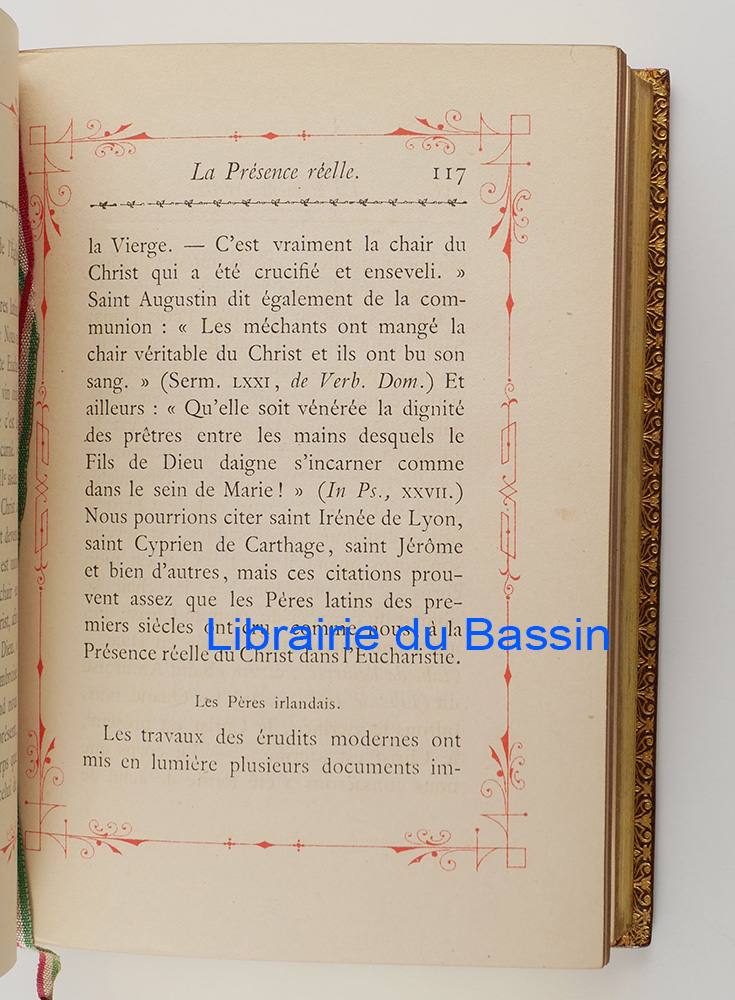 La Présence réelle. 117
la Vierge. — C'est vraiment la chair du
Christ qui a été crucifié et enseveli. »
Saint Augustin dit également de la com-
munion : « Les méchants ont mangé la
chair véritable du Christ et ils ont bu son
sang. » (Serm. LXXI, de Verb. Dom.) Et
ailleurs : « Qu'elle soit vénérée la dignité
des prêtres entre les mains desquels le
Fils de Dieu daigne s'incarner comme
dans le sein de Marie ! » (In Ps., XXVII.)
Nous pourrions citer saint Irénée de Lyon,
saint Cyprien de Carthage, saint Jérôme
et bien d'autres, mais ces citations prou-
vent assez que les Pères latins des pre-
miers siècles ont cru, comme nous, à la
Librairie du Bassin
Présence réelle du Christ dans l'Eucharistie.
Les Pères irlandais.
Les travaux des érudits modernes ont
mis en lumière plusieurs documents im-